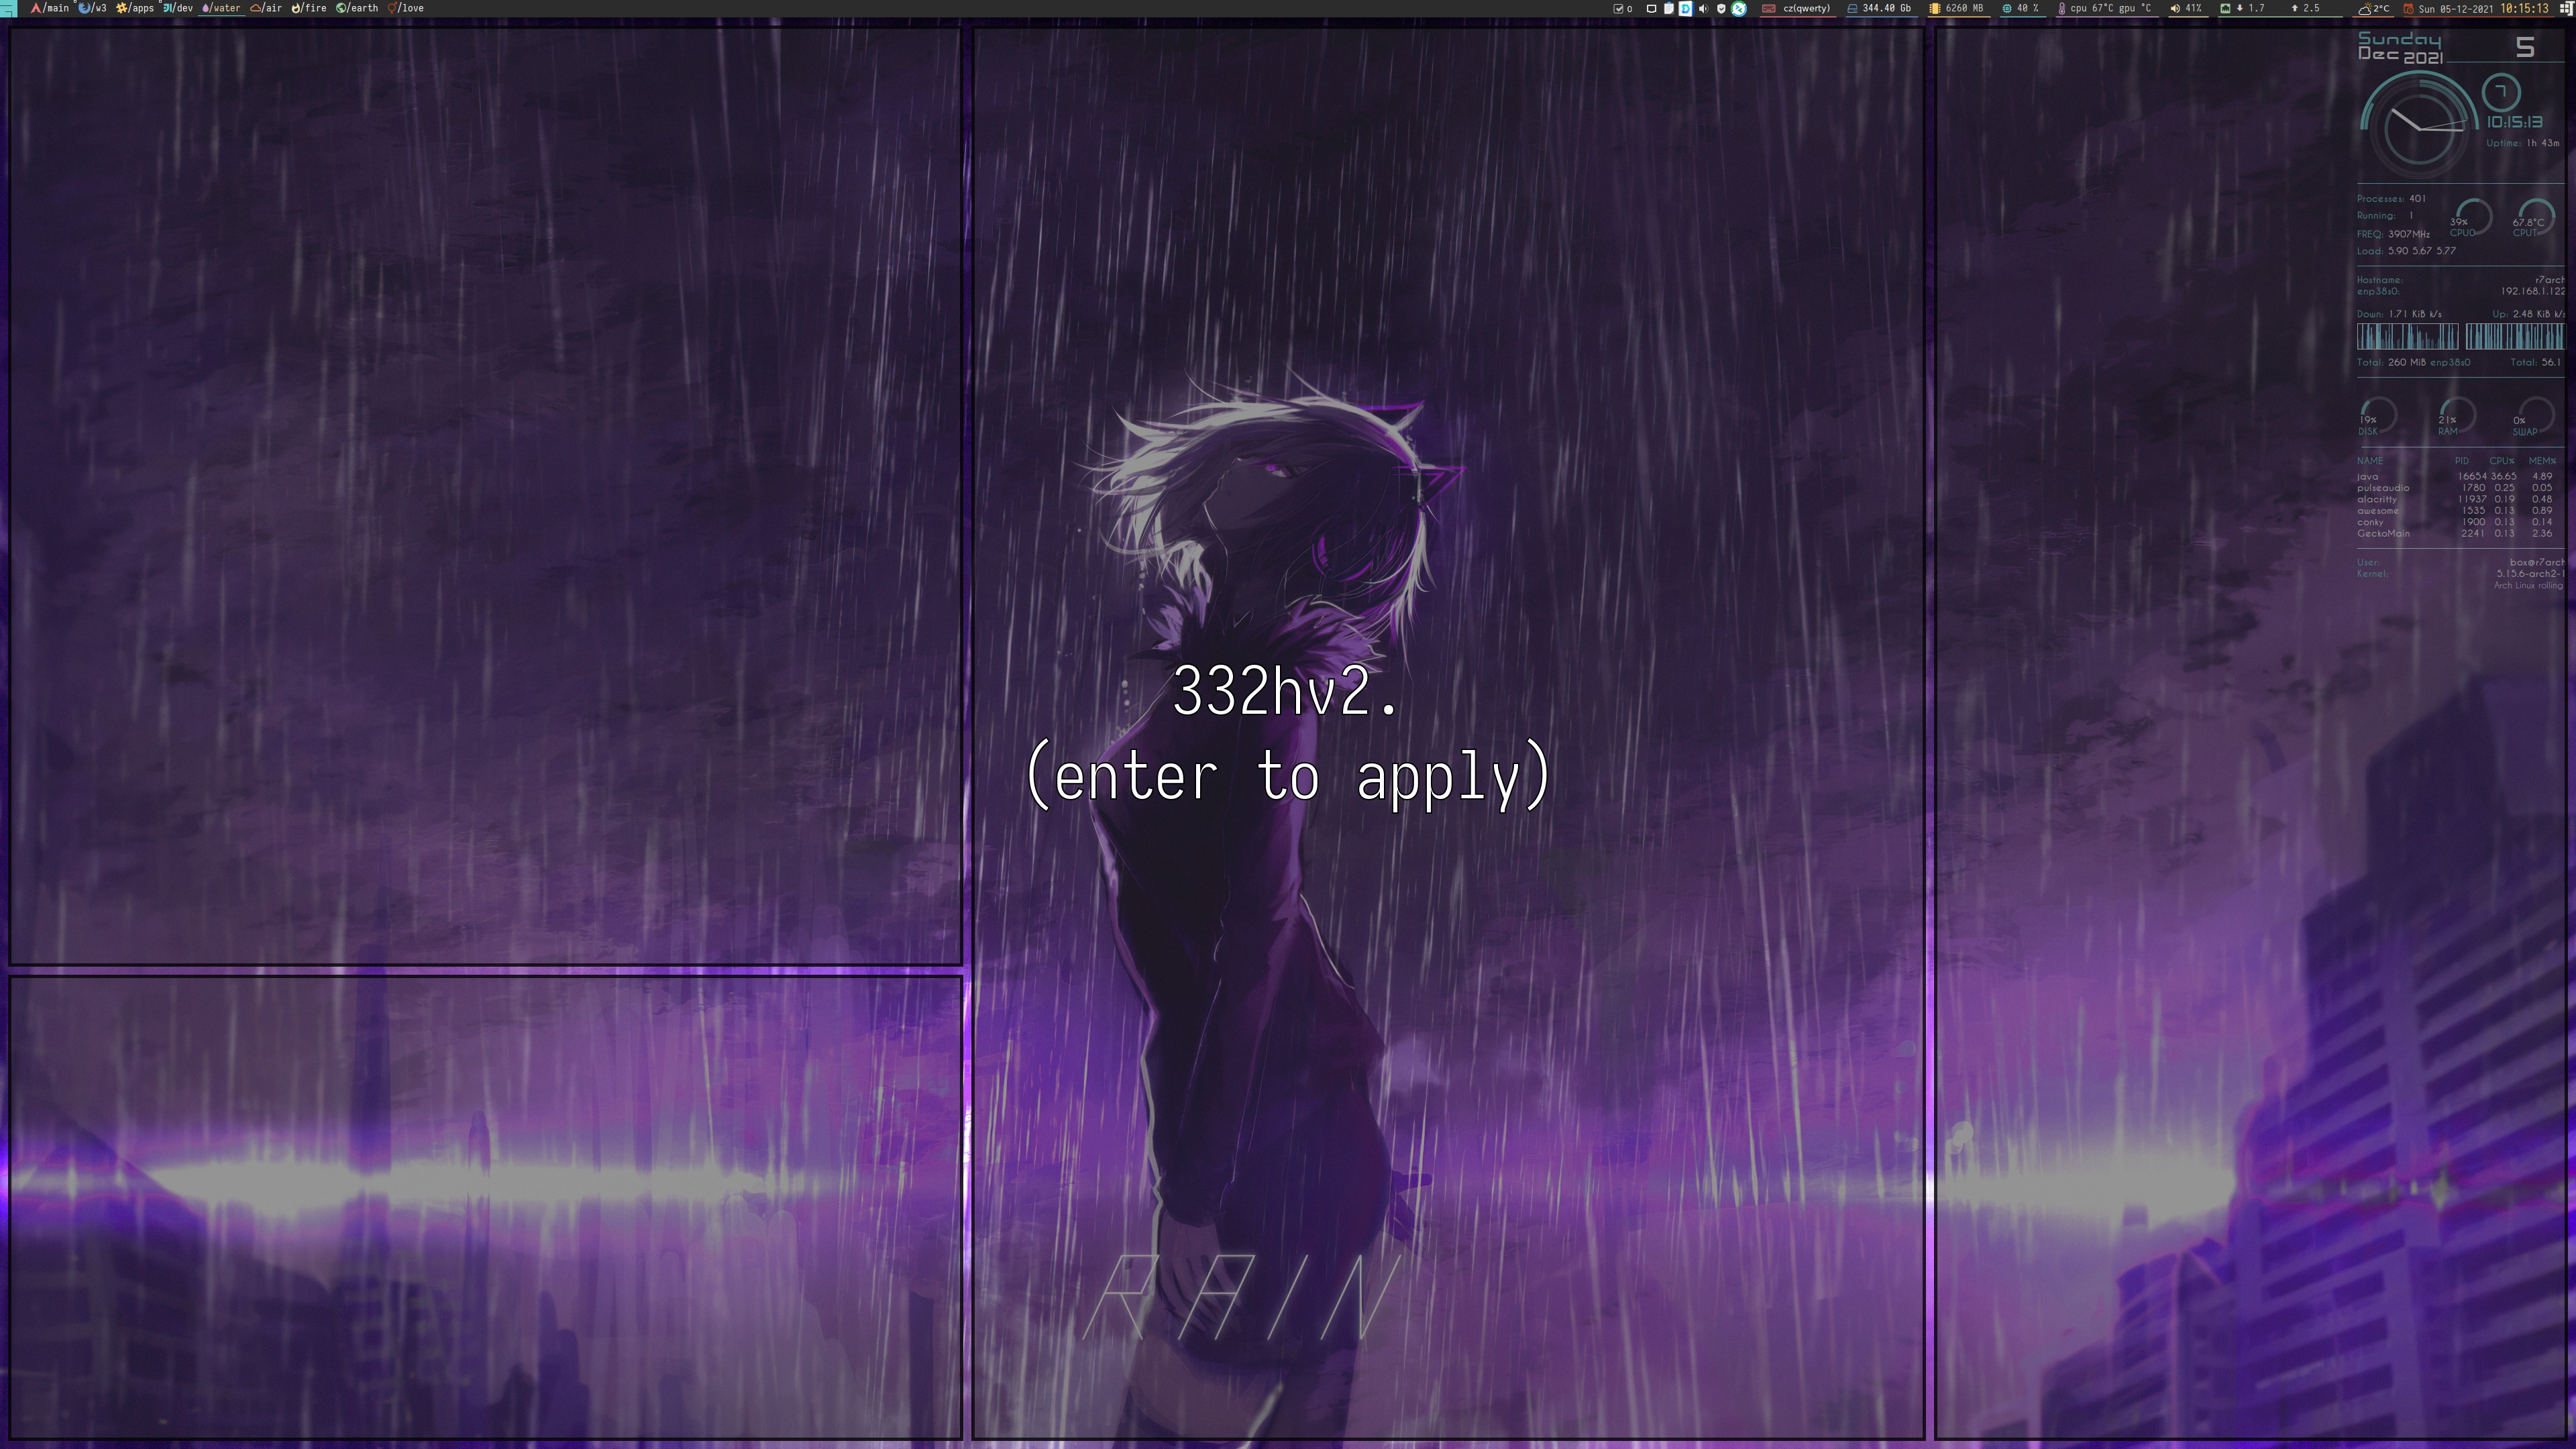 /main /w3 /apps /dev /water /air /fire /earth /love
0 cz(qwerty) 344.40 Gb 6260 MB 40 % cpu 67°C gpu °C 41% 1.7 2.5 2°C Sun 05-12-2021 10:15:13
Sunday 5
Dec 2021
7
10:15:13
Uptime: 1h 43m
Processes: 401
Running: 1
39% 67.8°C
FREQ: 3907MHz CPU0 CPUT
Load: 5.90 5.67 5.77
Hostname: r7arch
enp38s0: 192.168.1.122
Down: 1.71 KiB k/s Up: 2.48 KiB k/s
Total: 260 MiB enp38s0 Total: 56.1
19% 21% 0%
DISK RAM SWAP
NAME PID CPU% MEM%
java 16654 36.65 4.89
pulseaudio 1780 0.25 0.05
alacritty 11937 0.19 0.48
awesome 1535 0.13 0.89
conky 1900 0.13 0.14
GeckoMain 2241 0.13 2.36
User: box@r7arch
Kernel: 5.15.6-arch2-1
Arch Linux rolling
332hv2.
(enter to apply)
RAIN